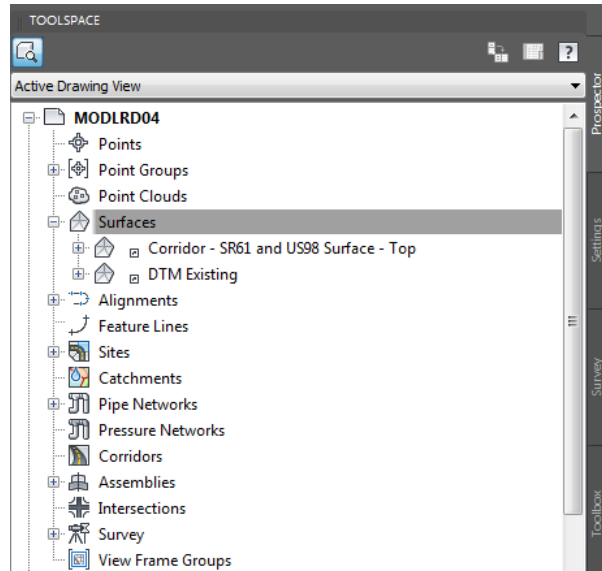 TOOLSPACE
?
Active Drawing View
MODLRD04
Points
Point Groups
Point Clouds
Surfaces
Corridor - SR61 and US98 Surface - Top
DTM Existing
Alignments
Feature Lines
Sites
Catchments
Pipe Networks
Pressure Networks
Corridors
Assemblies
Intersections
Survey
View Frame Groups
Prospector
Settings
Survey
Toolbox